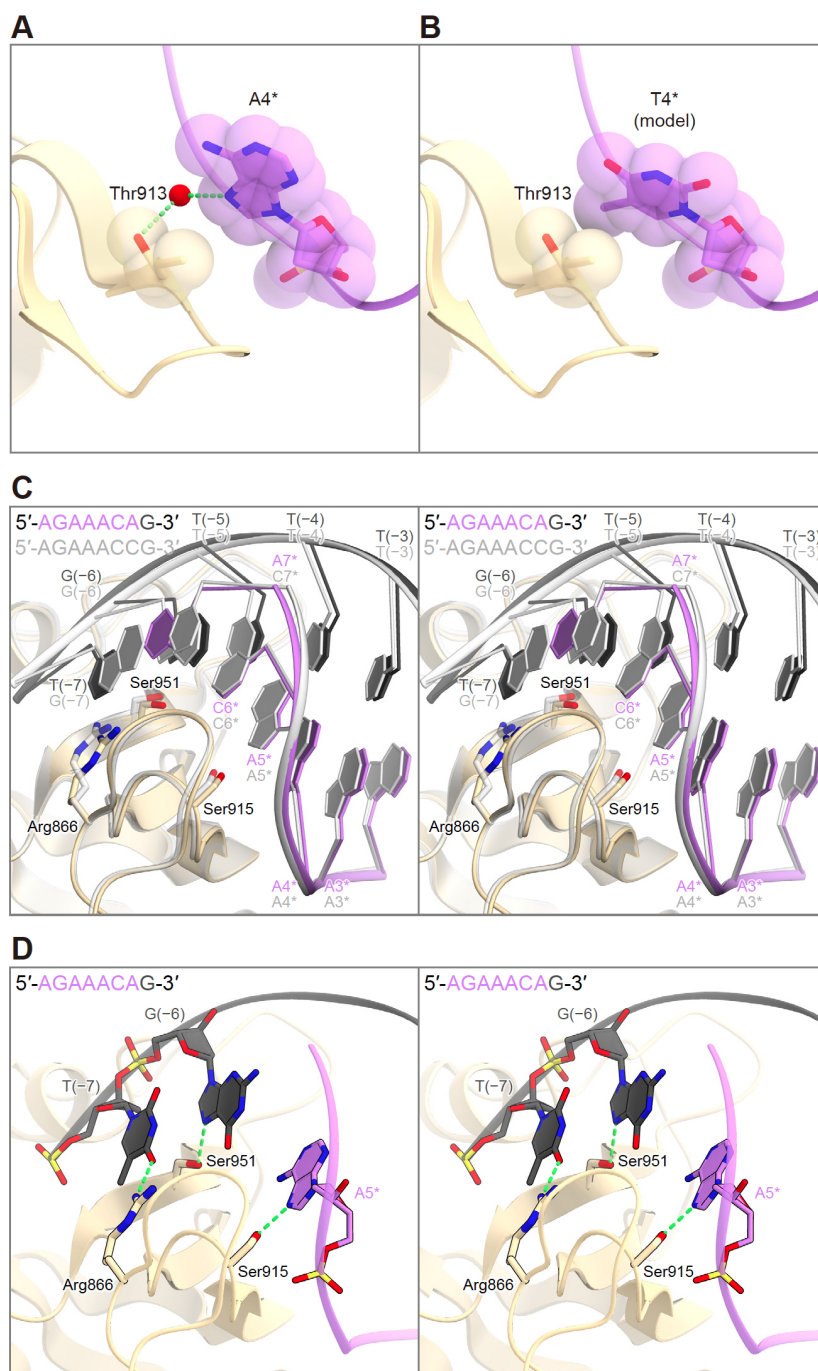 A
B
A4*
Thr913
T4*
(model)
Thr913
C
5′-AGAAACAG-3′
5′-AGAAACCG-3′
T(−5)
T(−5)
T(−4)
T(−4)
T(−3)
T(−3)
G(−6)
G(−6)
A7*
C7*
T(−7)
G(−7)
Ser951
C6*
C6*
A5*
A5*
Ser915
Arg866
A4*
A4*
A3*
A3*
5′-AGAAACAG-3′
5′-AGAAACCG-3′
T(−5)
T(−5)
T(−4)
T(−4)
T(−3)
T(−3)
G(−6)
G(−6)
A7*
C7*
T(−7)
G(−7)
Ser951
C6*
C6*
A5*
A5*
Ser915
Arg866
A4*
A4*
A3*
A3*
D
5′-AGAAACAG-3′
G(−6)
T(−7)
Ser951
A5*
Arg866
Ser915
5′-AGAAACAG-3′
G(−6)
T(−7)
Ser951
A5*
Arg866
Ser915